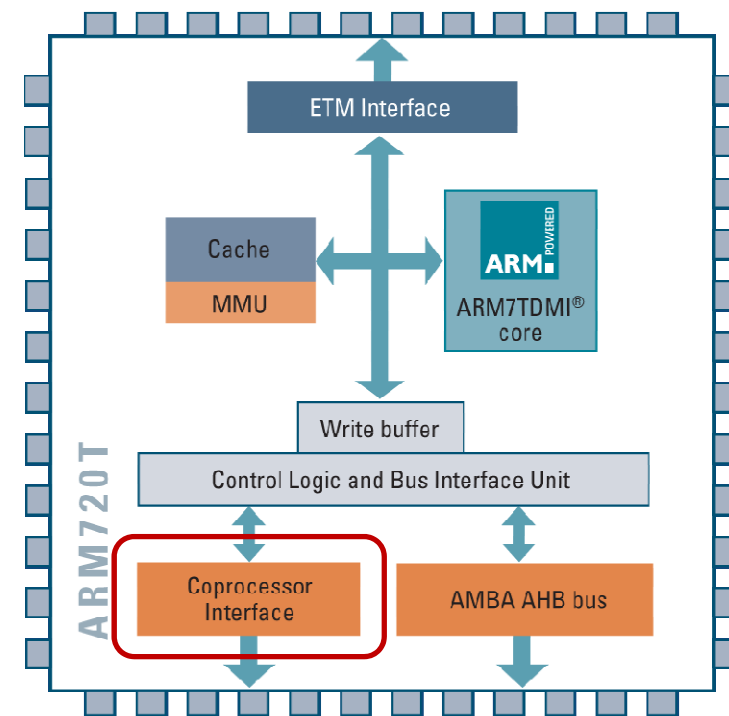 ETM Interface
Cache
MMU
POWERED
ARM
ARM7TDMI®
core
Write buffer
Control Logic and Bus Interface Unit
Coprocessor
Interface
AMBA AHB bus
ARM720T